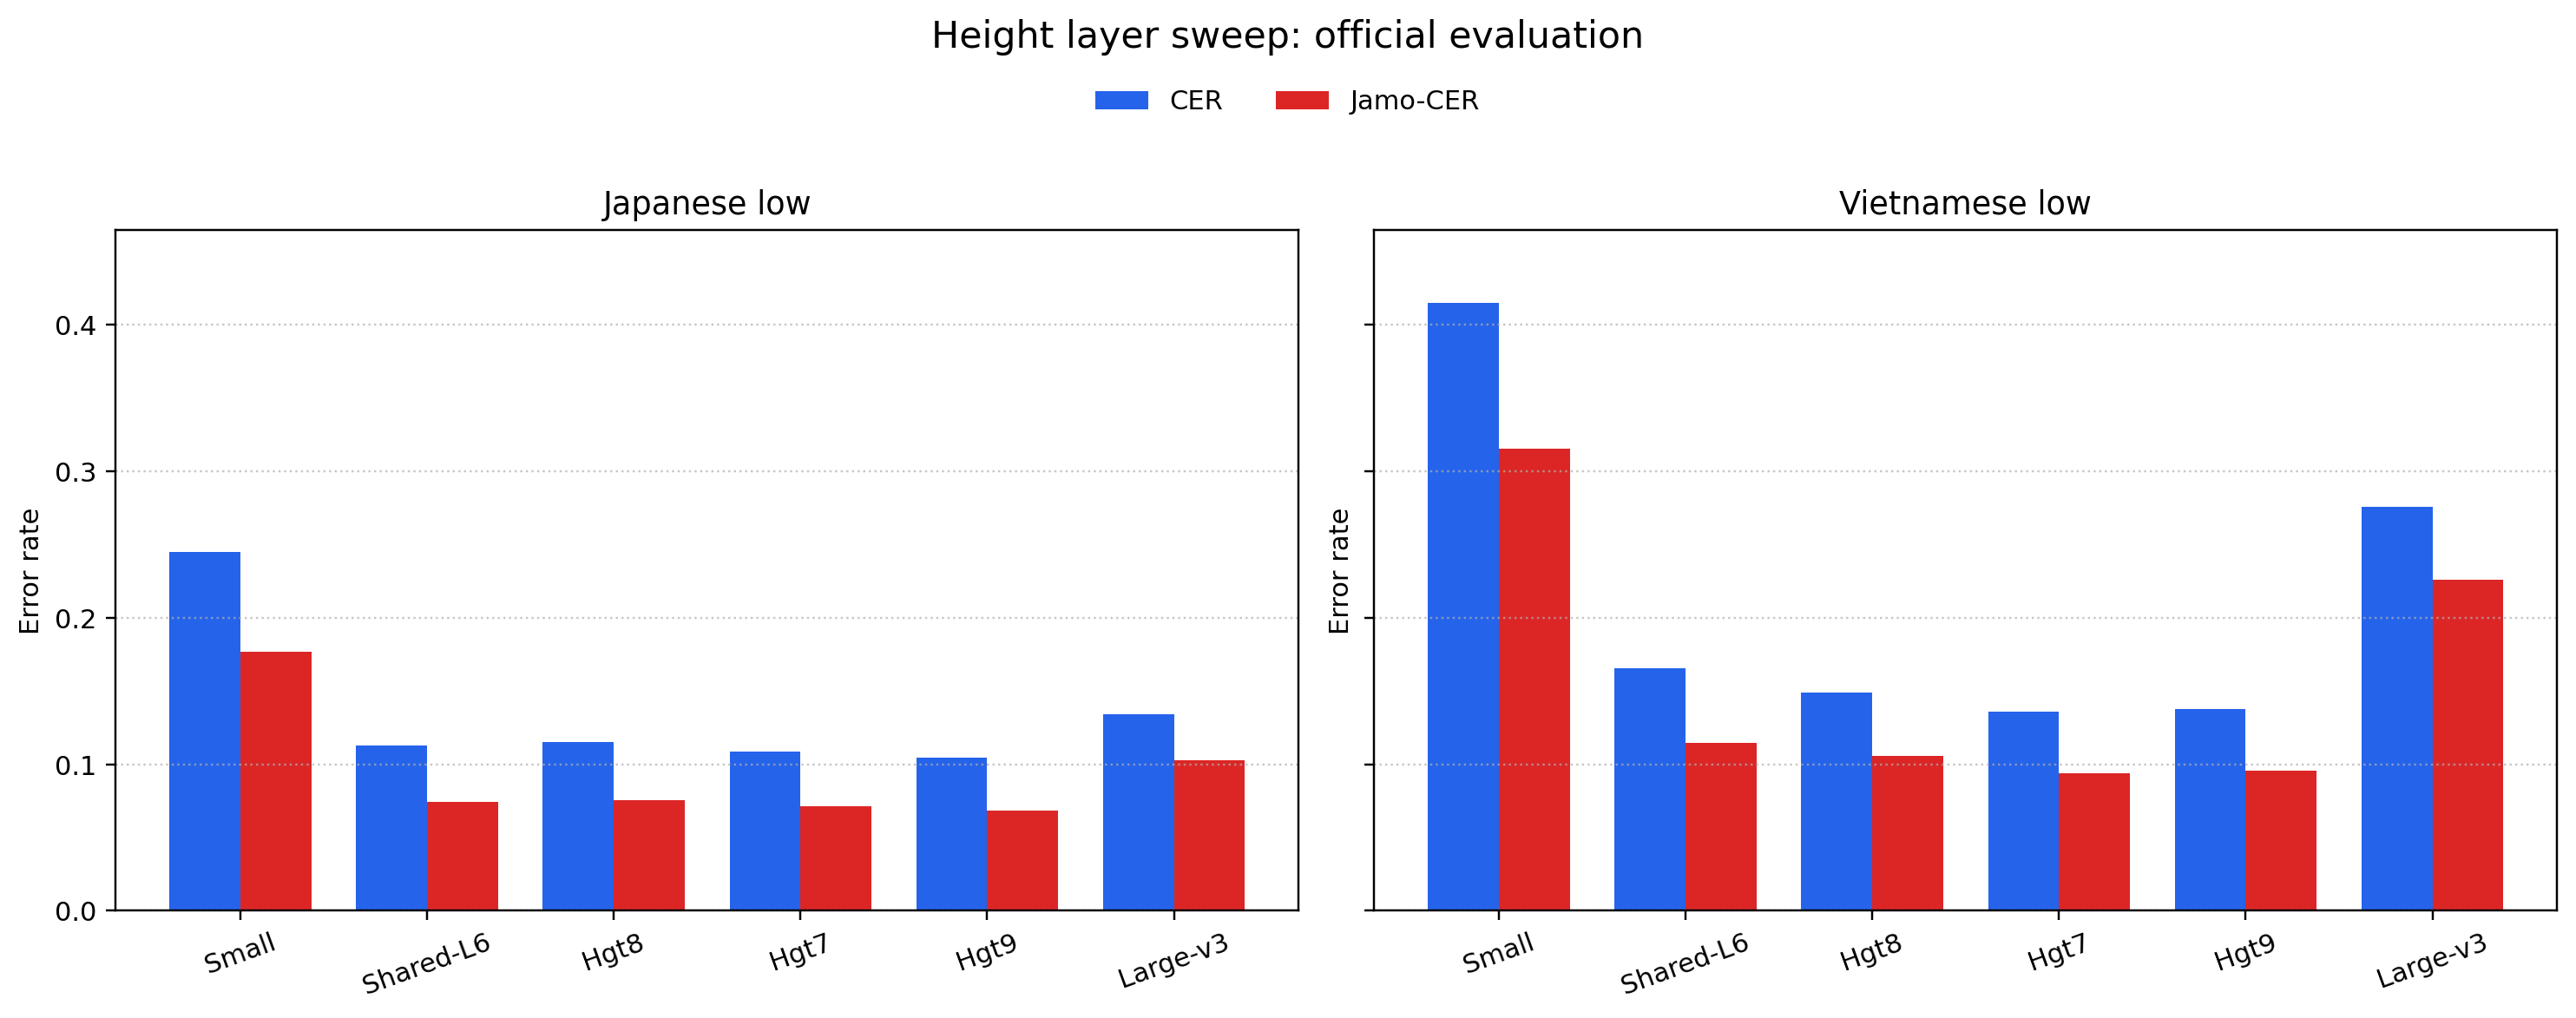 Height layer sweep: official evaluation
CER Jamo-CER
Japanese low
Error rate
0.4
0.3
0.2
0.1
0.0
Small Shared-L6 Hgt8 Hgt7 Hgt9 Large-v3
Vietnamese low
Error rate
Small Shared-L6 Hgt8 Hgt7 Hgt9 Large-v3